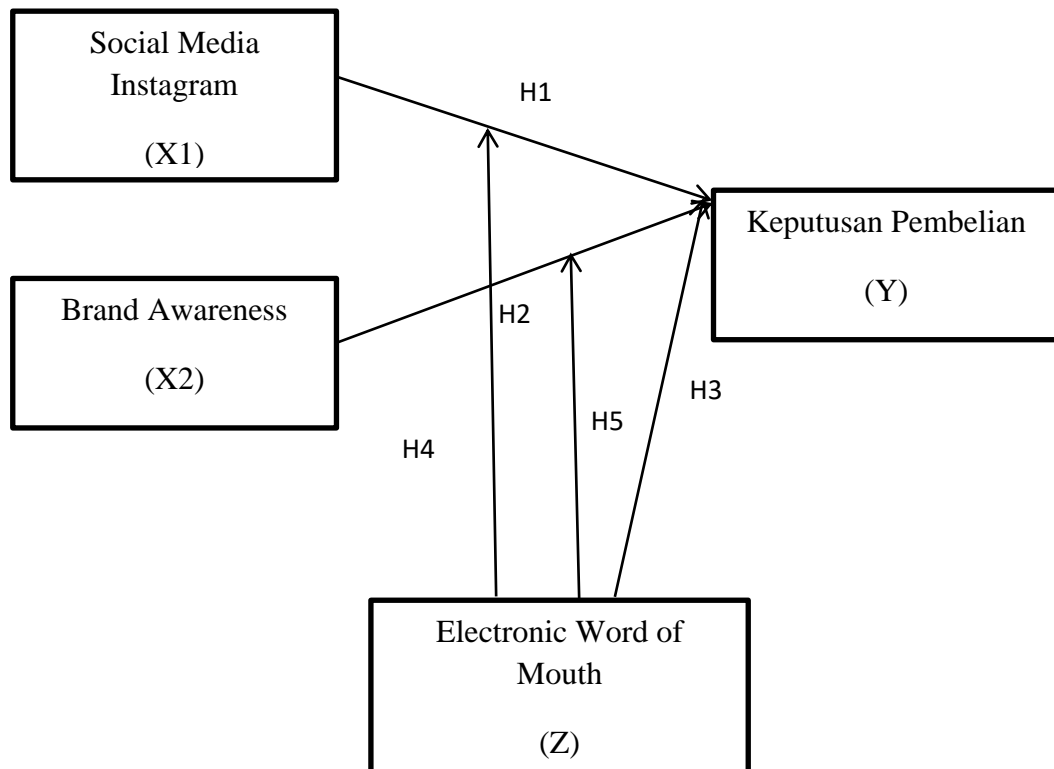 Social Media
Instagram
(X1)
H1
Keputusan Pembelian
(Y)
Brand Awareness
(X2)
H2
H3
H5
H4
Electronic Word of
Mouth
(Z)